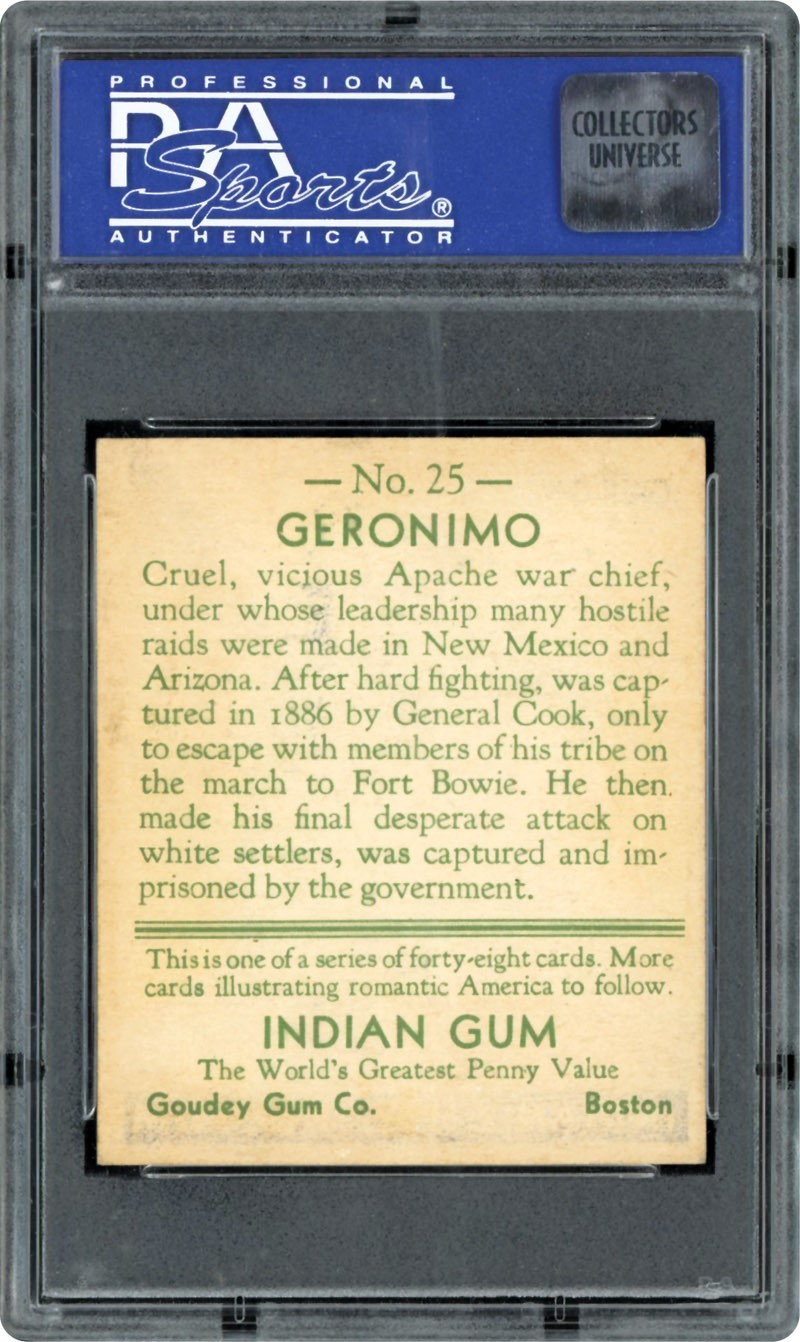 PROFESSIONAL
PSA
Sports®
AUTHENTICATOR
COLLECTORS
UNIVERSE
— No. 25 —
GERONIMO
Cruel, vicious Apache war chief,
under whose leadership many hostile
raids were made in New Mexico and
Arizona. After hard fighting, was cap-
tured in 1886 by General Cook, only
to escape with members of his tribe on
the march to Fort Bowie. He then
made his final desperate attack on
white settlers, was captured and im-
prisoned by the government.
This is one of a series of forty-eight cards. More
cards illustrating romantic America to follow.
INDIAN GUM
The World's Greatest Penny Value
Goudey Gum Co. Boston